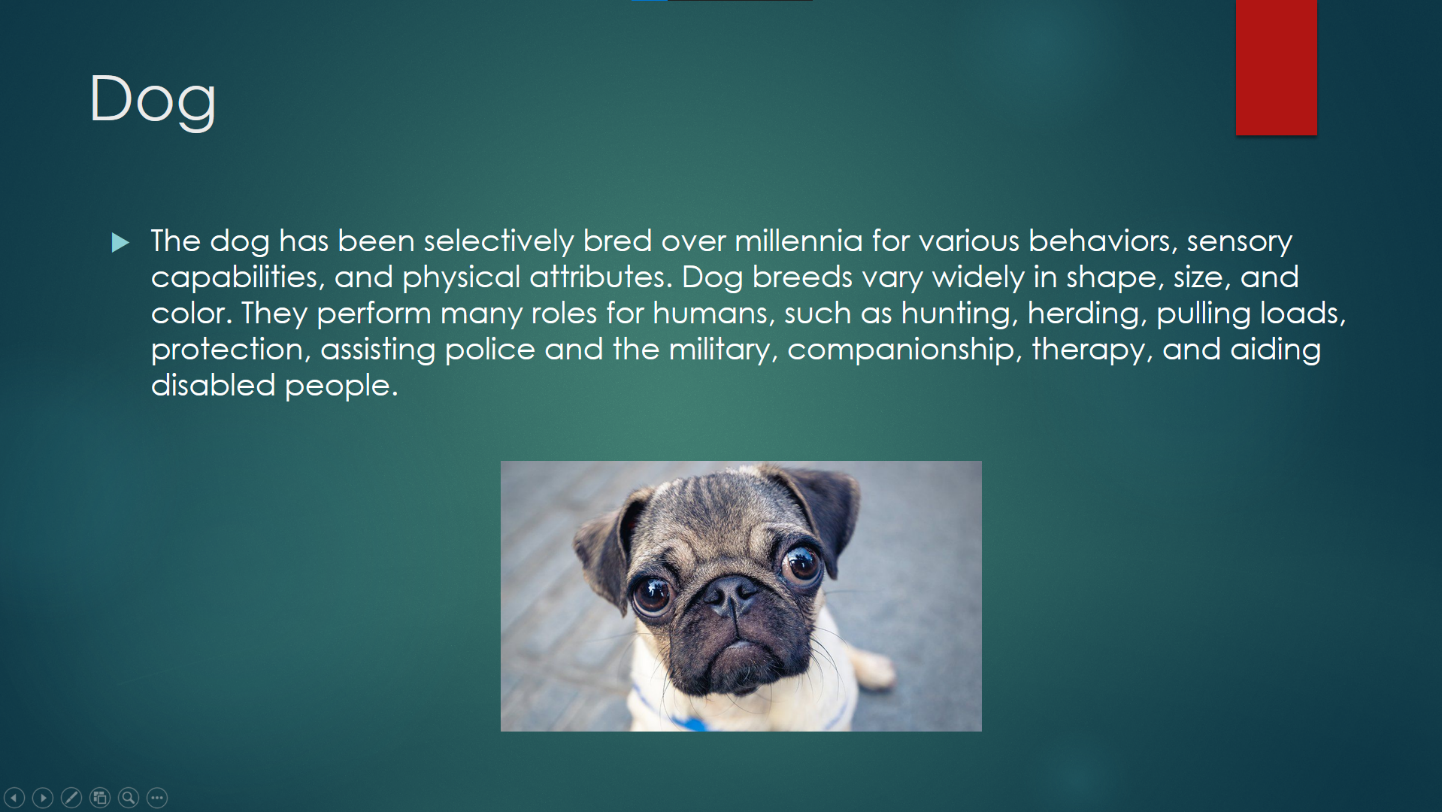 Dog
The dog has been selectively bred over millennia for various behaviors, sensory
capabilities, and physical attributes. Dog breeds vary widely in shape, size, and
color. They perform many roles for humans, such as hunting, herding, pulling loads,
protection, assisting police and the military, companionship, therapy, and aiding
disabled people.